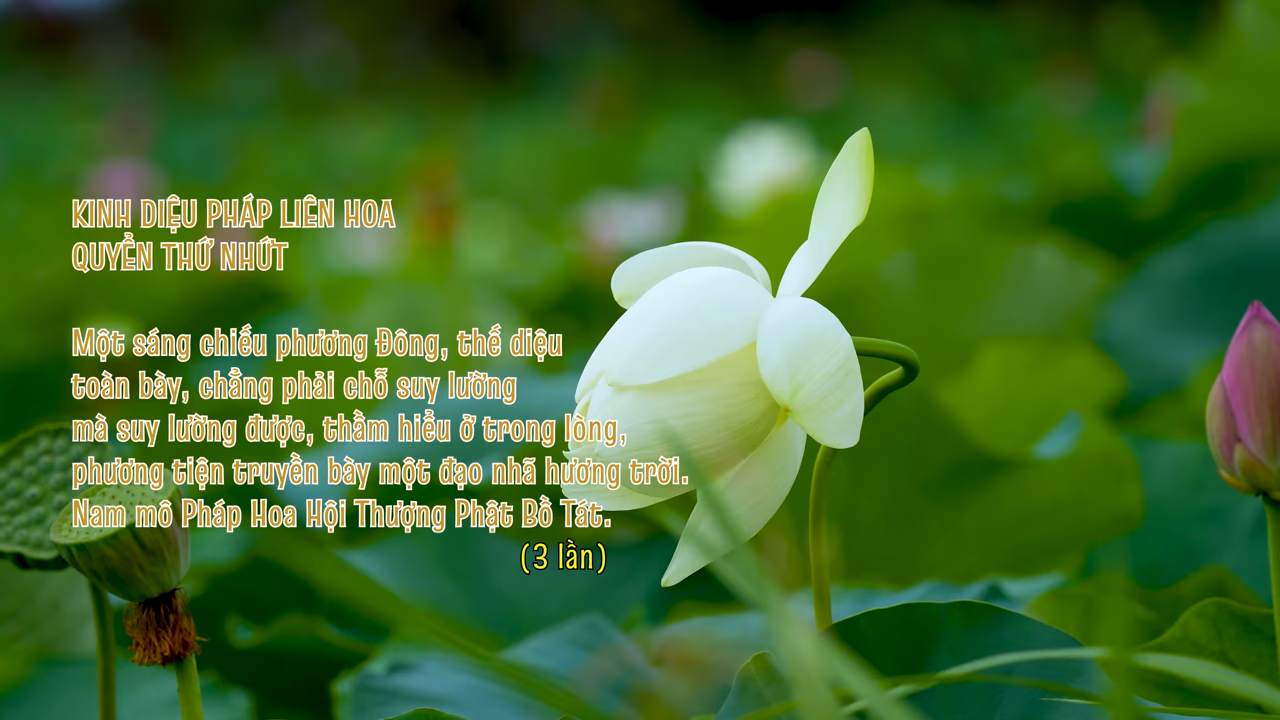 KINH DIỆU PHÁP LIÊN HOA
QUYỂN THỨ NHỨT
Một sáng chiếu phương Đông, thế diệu
toàn bày, chẳng phải chỗ suy lường
mà suy lường được, thầm hiểu ở trong lòng,
phương tiện truyền bày một đạo nhã hương trời.
Nam mô Pháp Hoa Hội Thượng Phật Bồ Tát.
(3 lần)